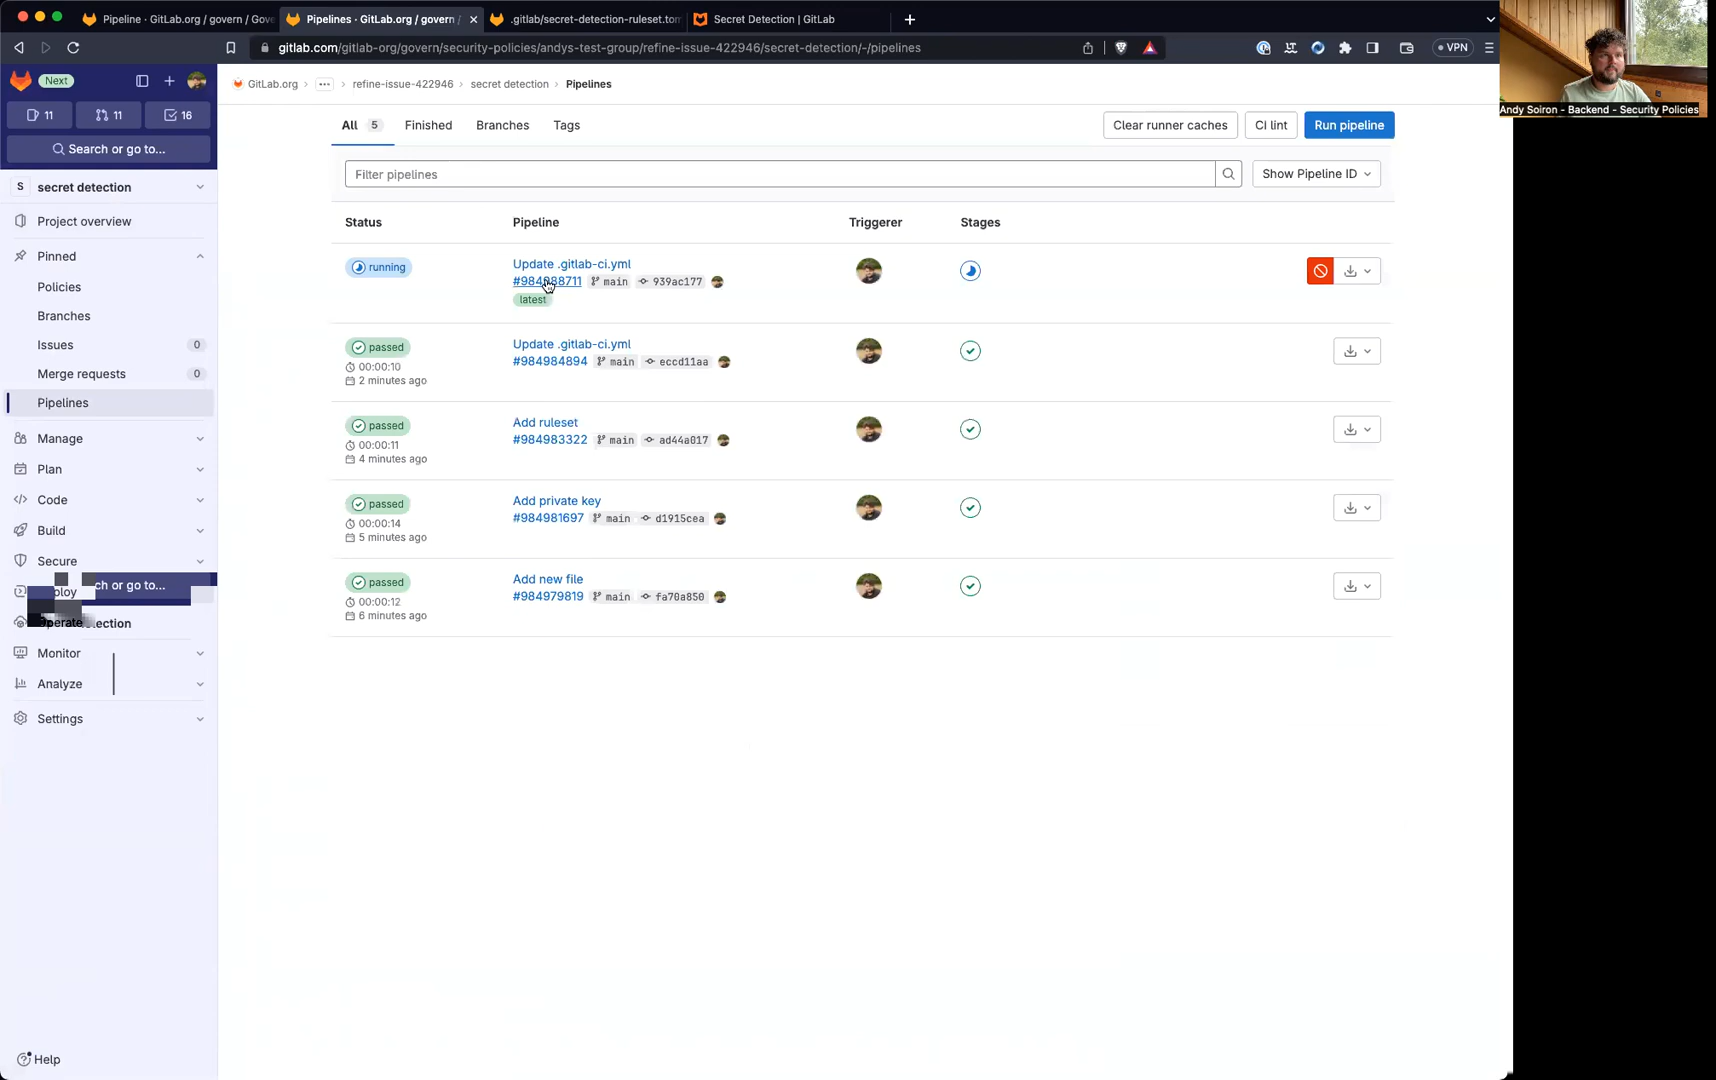 Pipeline · GitLab.org / govern / Gove
Pipelines · GitLab.org / govern /
.gitlab/secret-detection-ruleset.tom
Secret Detection | GitLab
gitlab.com/gitlab-org/govern/security-policies/andys-test-group/refine-issue-422946/secret-detection/-/pipelines
VPN
Andy Soiron - Backend - Security Policies
Next
GitLab.org
refine-issue-422946
secret detection
Pipelines
11
11
16
Search or go to...
All 5
Finished
Branches
Tags
Clear runner caches
CI lint
Run pipeline
Filter pipelines
Show Pipeline ID
S secret detection
Project overview
Pinned
Policies
Branches
Issues 0
Merge requests 0
Pipelines
Manage
Plan
Code
Build
Secure
ch or go to...
ploy
Operate
ection
Monitor
Analyze
Settings
Help
Status
Pipeline
Triggerer
Stages
running
Update .gitlab-ci.yml
#984988711 main 939ac177
latest
passed
00:00:10
2 minutes ago
Update .gitlab-ci.yml
#984984894 main eccd11aa
passed
00:00:11
4 minutes ago
Add ruleset
#984983322 main ad44a017
passed
00:00:14
5 minutes ago
Add private key
#984981697 main d1915cea
passed
00:00:12
6 minutes ago
Add new file
#984979819 main fa70a850